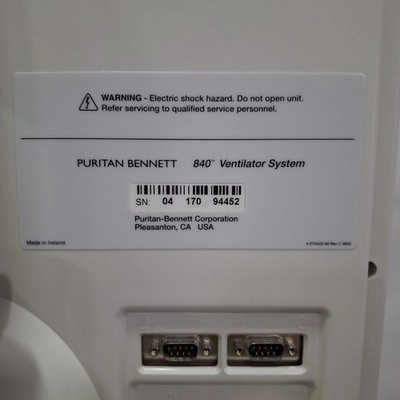 WARNING - Electric shock hazard. Do not open unit.
Refer servicing to qualified service personnel.
PURITAN BENNETT 840™ Ventilator System
SN: 04 170 94452
Puritan-Bennett Corporation
Pleasanton, CA USA
Made in Ireland